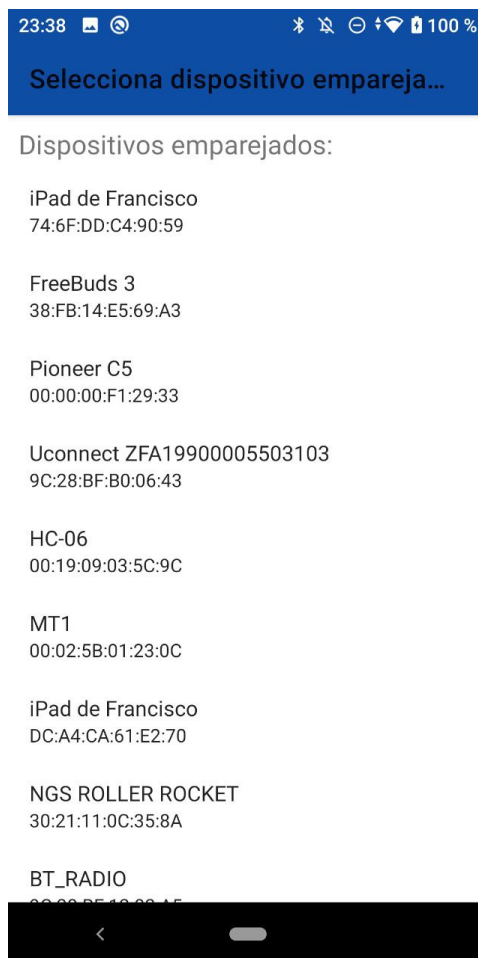 23:38
100 %
Selecciona dispositivo empareja...
Dispositivos emparejados:
iPad de Francisco
74:6F:DD:C4:90:59
FreeBuds 3
38:FB:14:E5:69:A3
Pioneer C5
00:00:00:F1:29:33
Uconnect ZFA19900005503103
9C:28:BF:B0:06:43
HC-06
00:19:09:03:5C:9C
MT1
00:02:5B:01:23:0C
iPad de Francisco
DC:A4:CA:61:E2:70
NGS ROLLER ROCKET
30:21:11:0C:35:8A
BT_RADIO